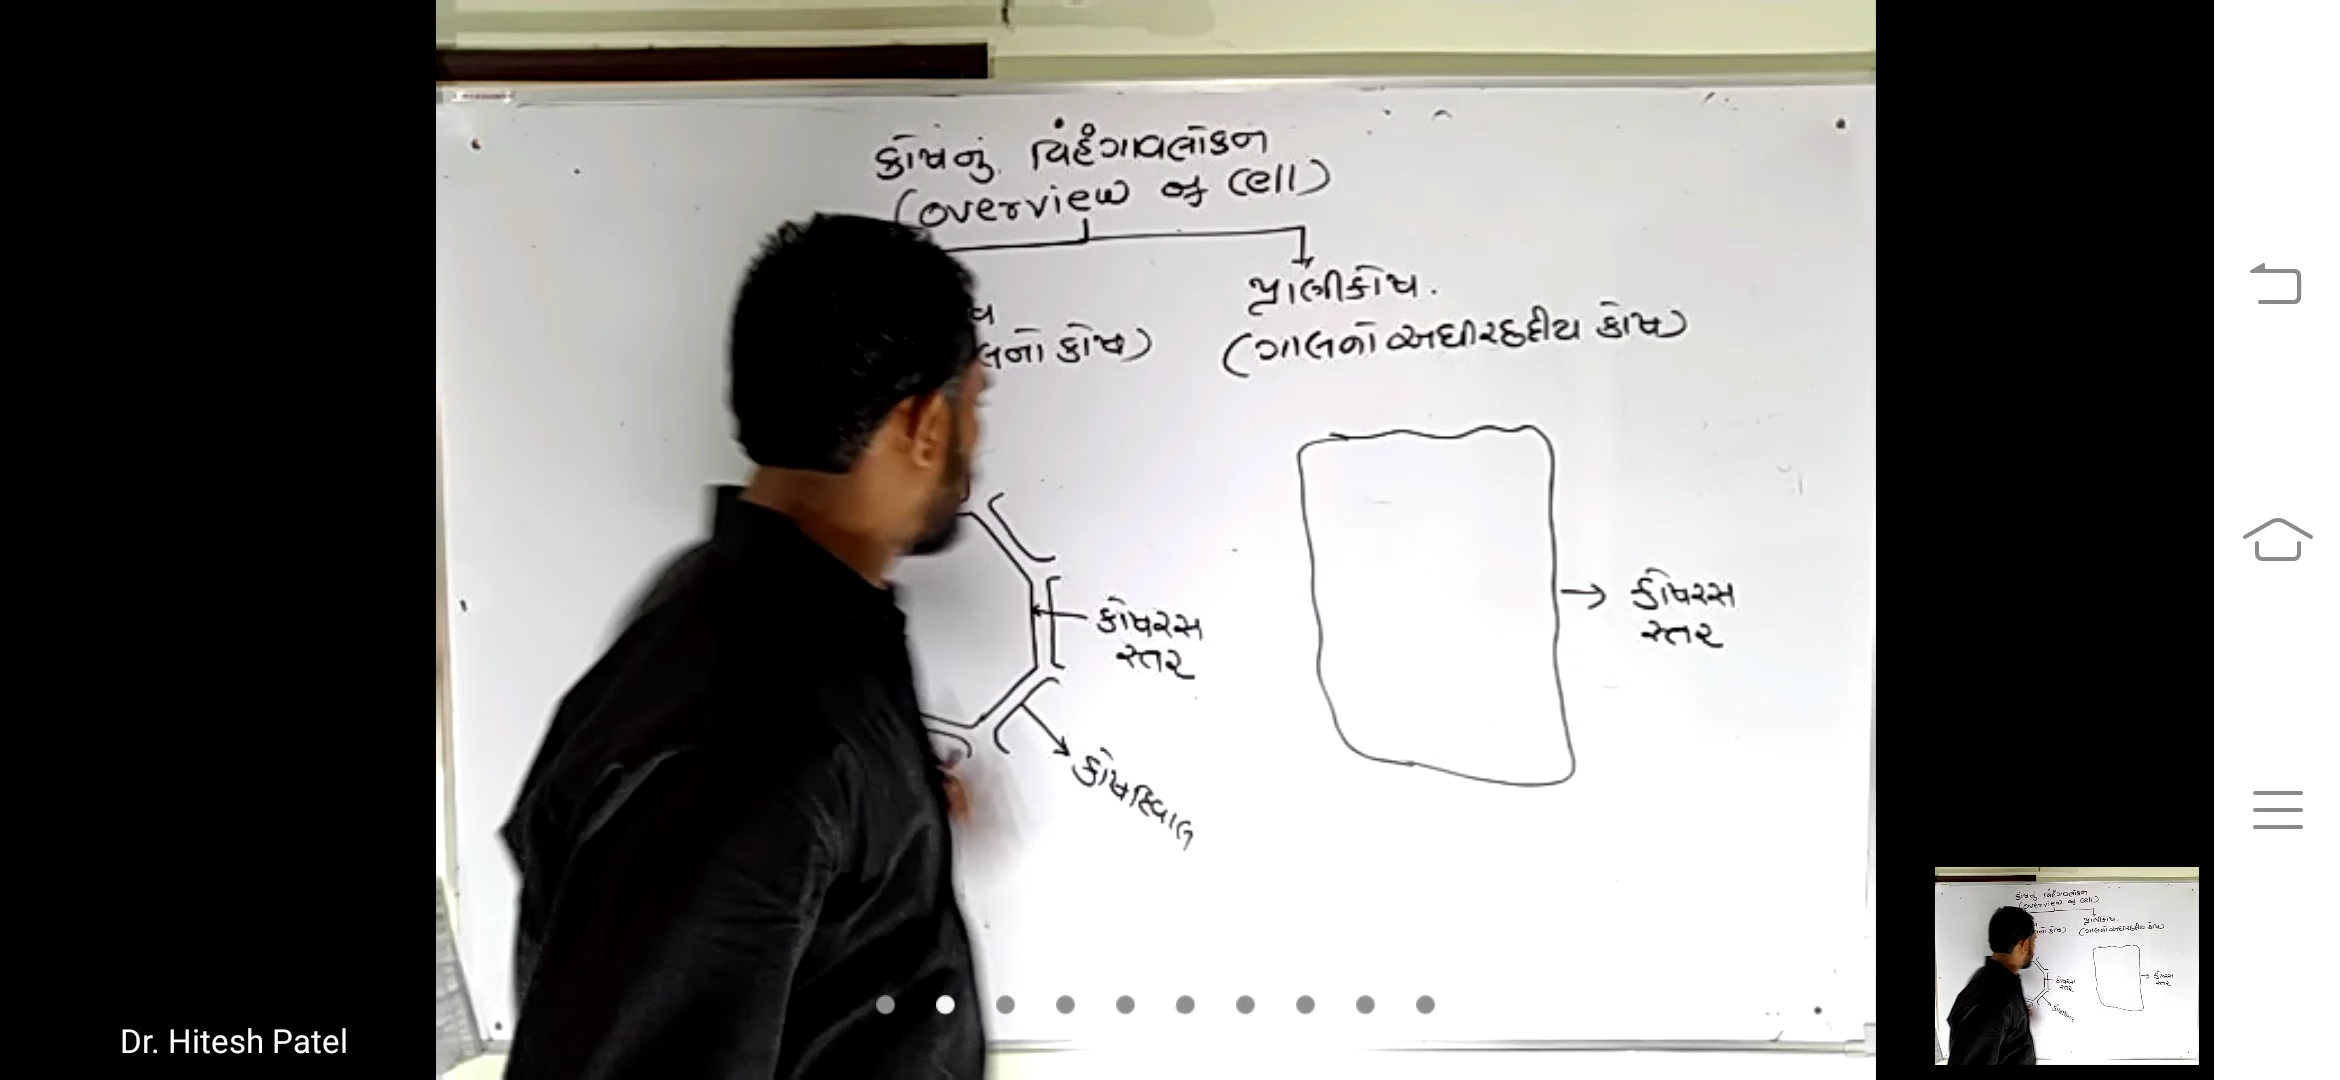 કોષનું વિહંગાવલોકન
(overview of Cell)
પ્રાણીકોષ.
નો કોષ)
(ગાલનો અધીસ્છદીય કોષ)
કોષરસ
સ્તર
કોષરસ
સ્તર
કોષદિવાલ
Dr. Hitesh Patel